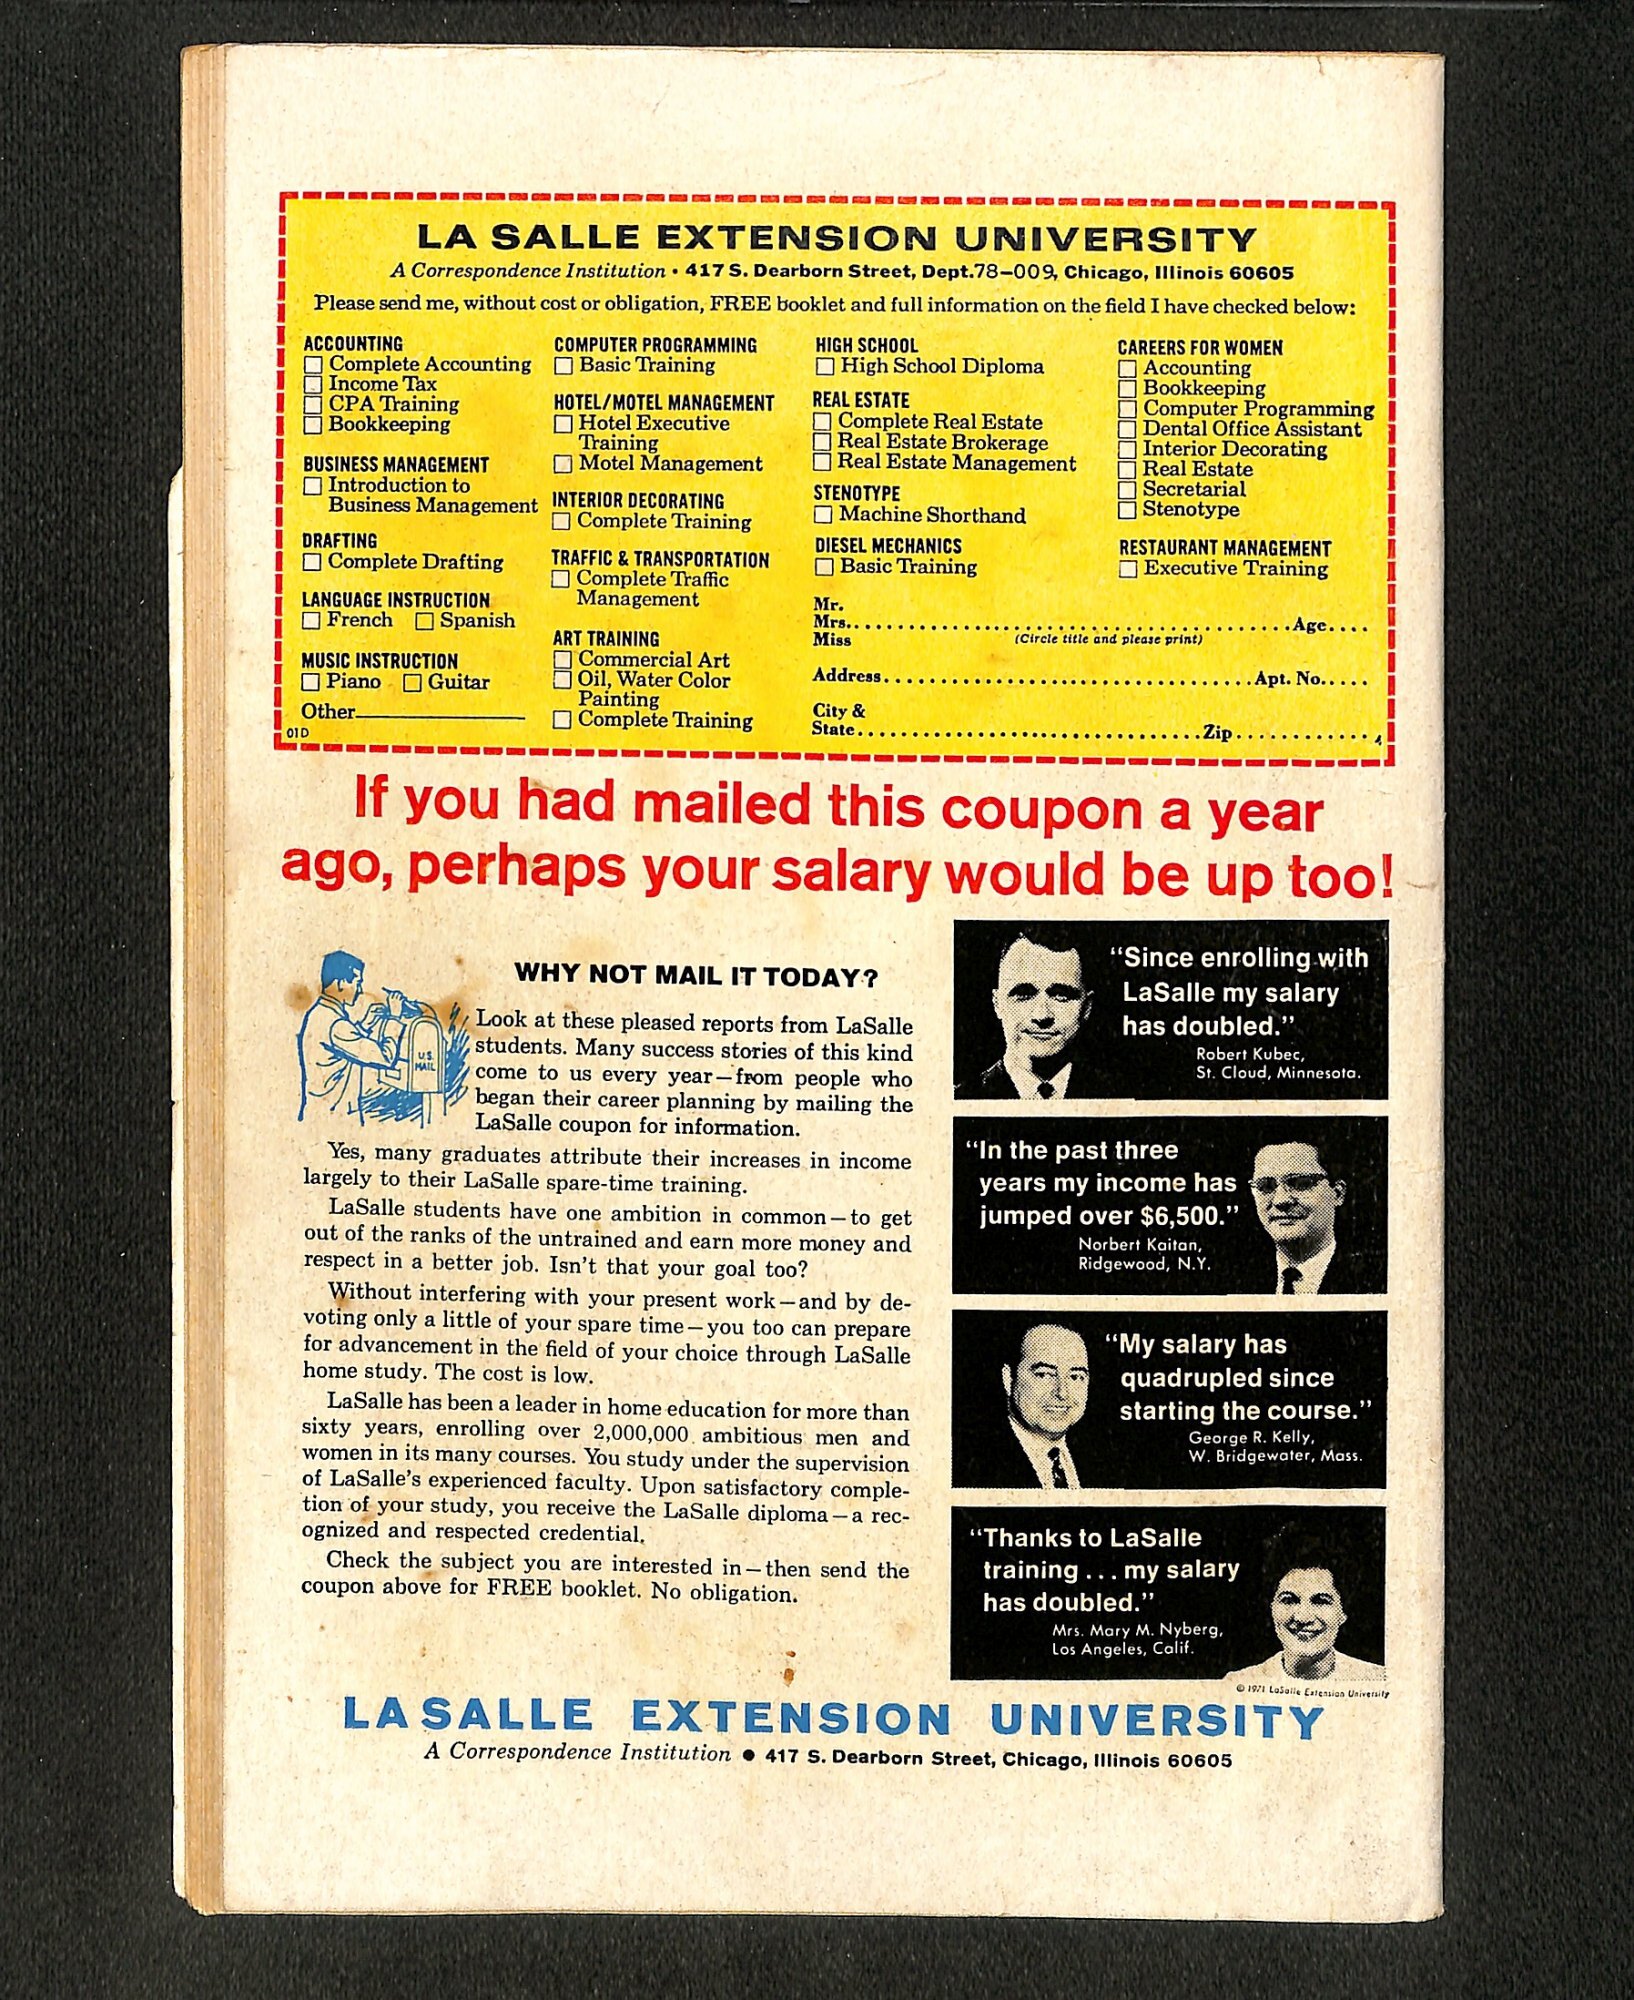 LA SALLE EXTENSION UNIVERSITY
A Correspondence Institution • 417 S. Dearborn Street, Dept. 78-009, Chicago, Illinois 60605
Please send me, without cost or obligation, FREE booklet and full information on the field I have checked below:
ACCOUNTING
Complete Accounting
Income Tax
CPA Training
Bookkeeping
BUSINESS MANAGEMENT
Introduction to
Business Management
DRAFTING
Complete Drafting
LANGUAGE INSTRUCTION
French Spanish
MUSIC INSTRUCTION
Piano Guitar
Other
01D
COMPUTER PROGRAMMING
Basic Training
HOTEL/MOTEL MANAGEMENT
Hotel Executive
Training
Motel Management
INTERIOR DECORATING
Complete Training
TRAFFIC & TRANSPORTATION
Complete Traffic
Management
ART TRAINING
Commercial Art
Oil, Water Color
Painting
Complete Training
HIGH SCHOOL
High School Diploma
REAL ESTATE
Complete Real Estate
Real Estate Brokerage
Real Estate Management
STENOTYPE
Machine Shorthand
DIESEL MECHANICS
Basic Training
CAREERS FOR WOMEN
Accounting
Bookkeeping
Computer Programming
Dental Office Assistant
Interior Decorating
Real Estate
Secretarial
Stenotype
RESTAURANT MANAGEMENT
Executive Training
Mr.
Mrs. Age
Miss (Circle title and please print)
Address Apt. No.
City &
State Zip
If you had mailed this coupon a year
ago, perhaps your salary would be up too!
U.S.
MAIL
WHY NOT MAIL IT TODAY?
Look at these pleased reports from LaSalle
students. Many success stories of this kind
come to us every year—from people who
began their career planning by mailing the
LaSalle coupon for information.
Yes, many graduates attribute their increases in income
largely to their LaSalle spare-time training.
LaSalle students have one ambition in common—to get
out of the ranks of the untrained and earn more money and
respect in a better job. Isn't that your goal too?
Without interfering with your present work—and by de-
voting only a little of your spare time—you too can prepare
for advancement in the field of your choice through LaSalle
home study. The cost is low.
LaSalle has been a leader in home education for more than
sixty years, enrolling over 2,000,000 ambitious men and
women in its many courses. You study under the supervision
of LaSalle's experienced faculty. Upon satisfactory comple-
tion of your study, you receive the LaSalle diploma—a rec-
ognized and respected credential.
Check the subject you are interested in—then send the
coupon above for FREE booklet. No obligation.
"Since enrolling with
LaSalle my salary
has doubled."
Robert Kubec,
St. Cloud, Minnesota.
"In the past three
years my income has
jumped over $6,500."
Norbert Kaitan,
Ridgewood, N.Y.
"My salary has
quadrupled since
starting the course."
George R. Kelly,
W. Bridgewater, Mass.
"Thanks to LaSalle
training... my salary
has doubled."
Mrs. Mary M. Nyberg,
Los Angeles, Calif.
© 1971 LaSalle Extension University
LA SALLE EXTENSION UNIVERSITY
A Correspondence Institution • 417 S. Dearborn Street, Chicago, Illinois 60605